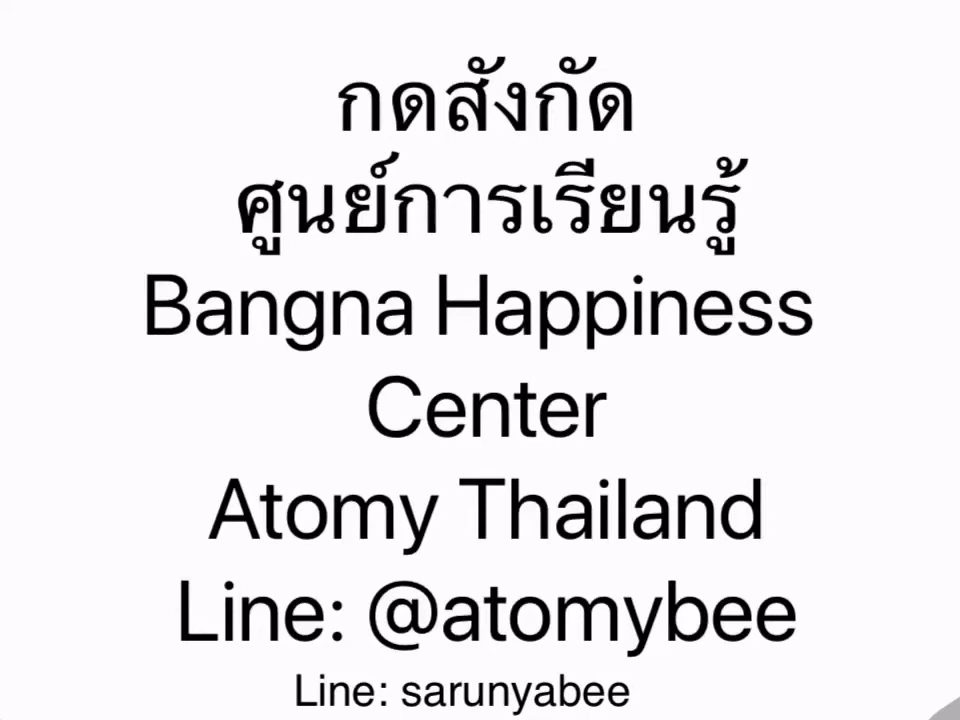 กดสังกัด
ศูนย์การเรียนรู้
Bangna Happiness
Center
Atomy Thailand
Line: @atomybee
Line: sarunyabee